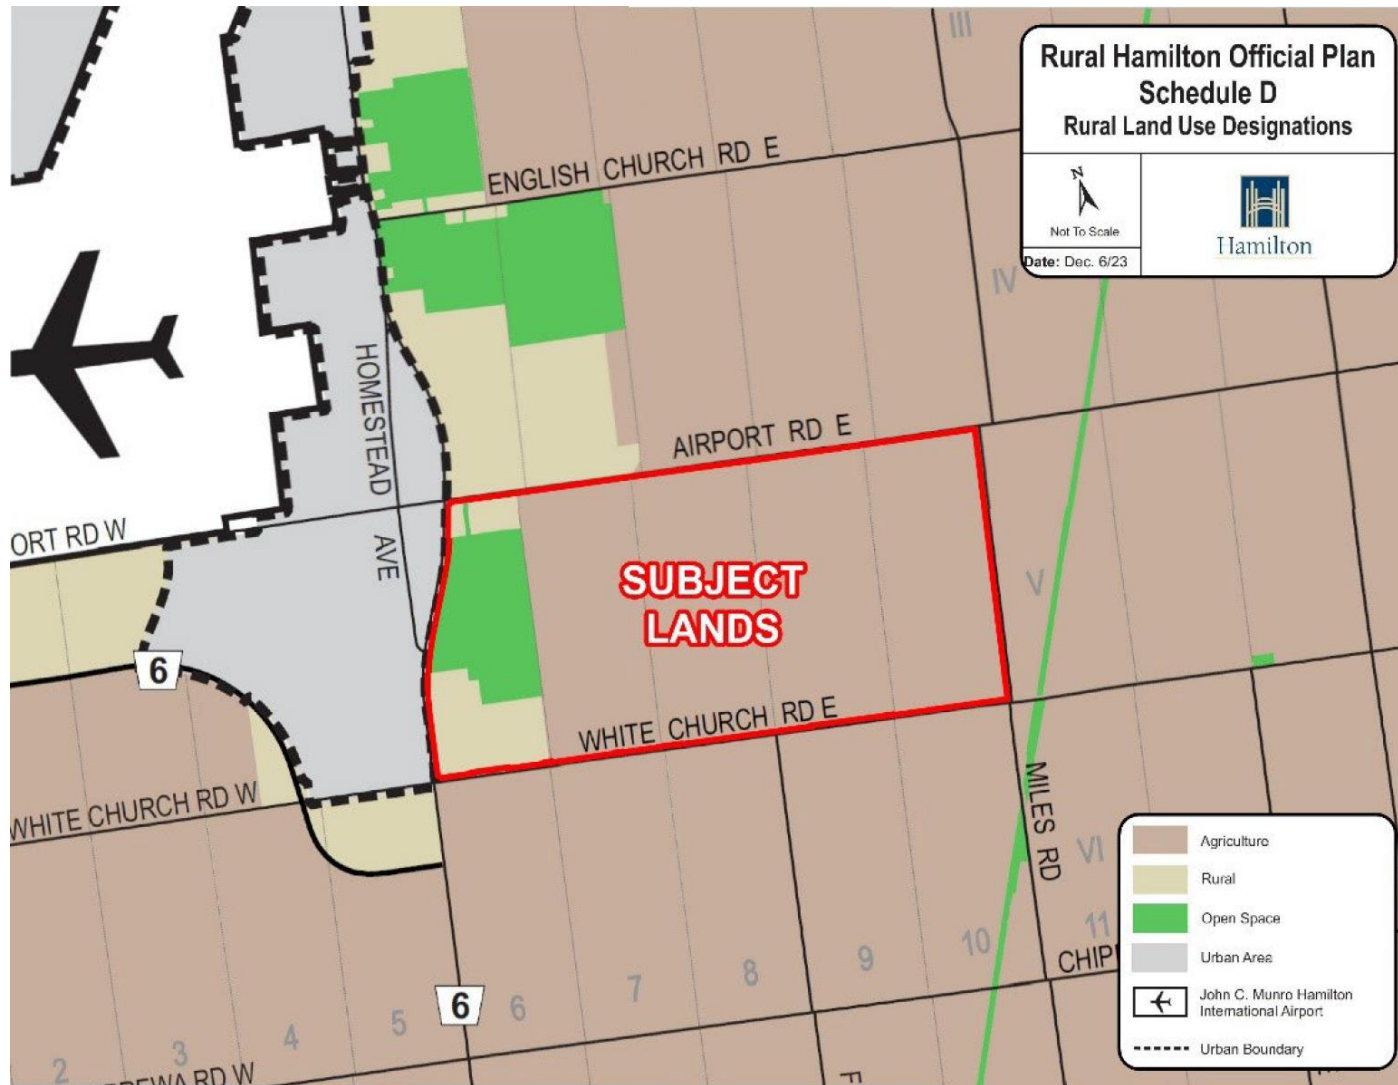 Rural Hamilton Official Plan
Schedule D
Rural Land Use Designations
N
Not To Scale
Date: Dec. 6/23
Hamilton
III
ENGLISH CHURCH RD E
IV
HOMESTEAD
AVE
AIRPORT RD E
ORT RD W
SUBJECT
LANDS
V
6
WHITE CHURCH RD E
WHITE CHURCH RD W
MILES RD
VI
Agriculture
Rural
Open Space
Urban Area
John C. Munro Hamilton
International Airport
Urban Boundary
2
3
4
5
6
6
7
8
9
10
11
CHIP
EWA RD W
F